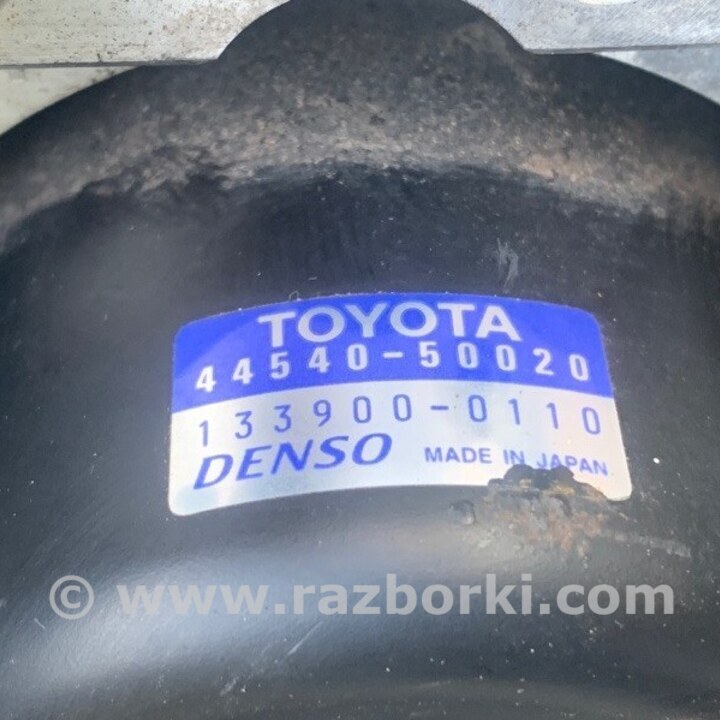 TOYOTA
44540-50020
133900-0110
DENSO MADE IN JAPAN
© www.razborki.com